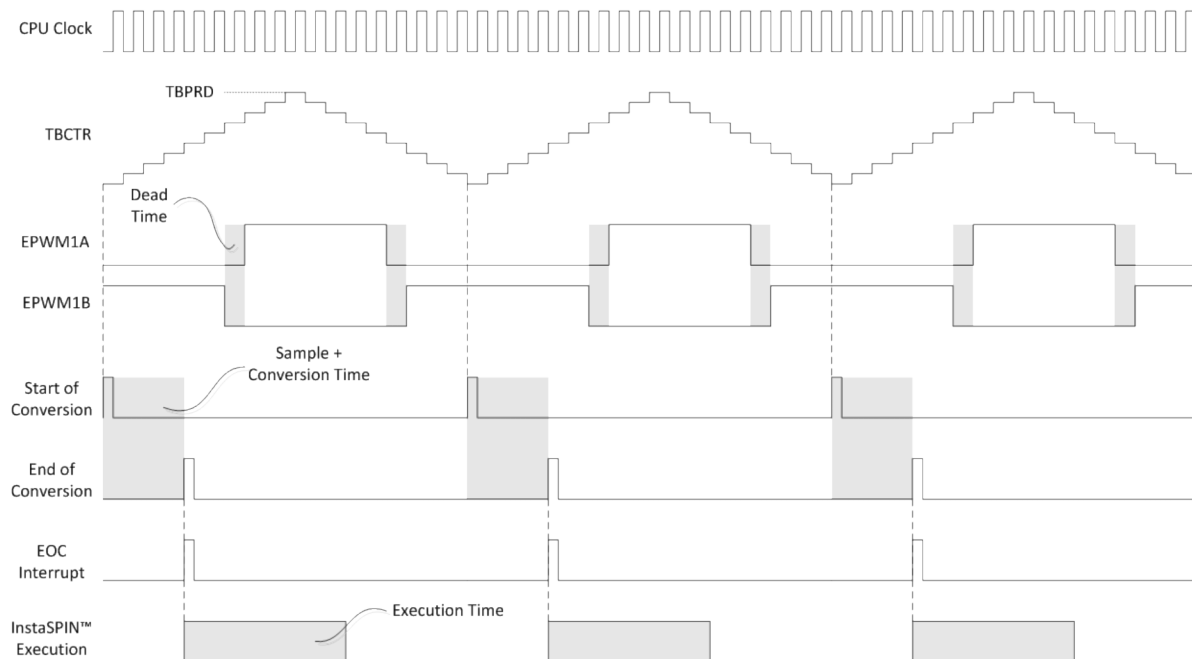 CPU Clock
TBPRD
TBCTR
Dead
Time
EPWM1A
EPWM1B
Sample +
Conversion Time
Start of
Conversion
End of
Conversion
EOC
Interrupt
Execution Time
InstaSPIN™
Execution